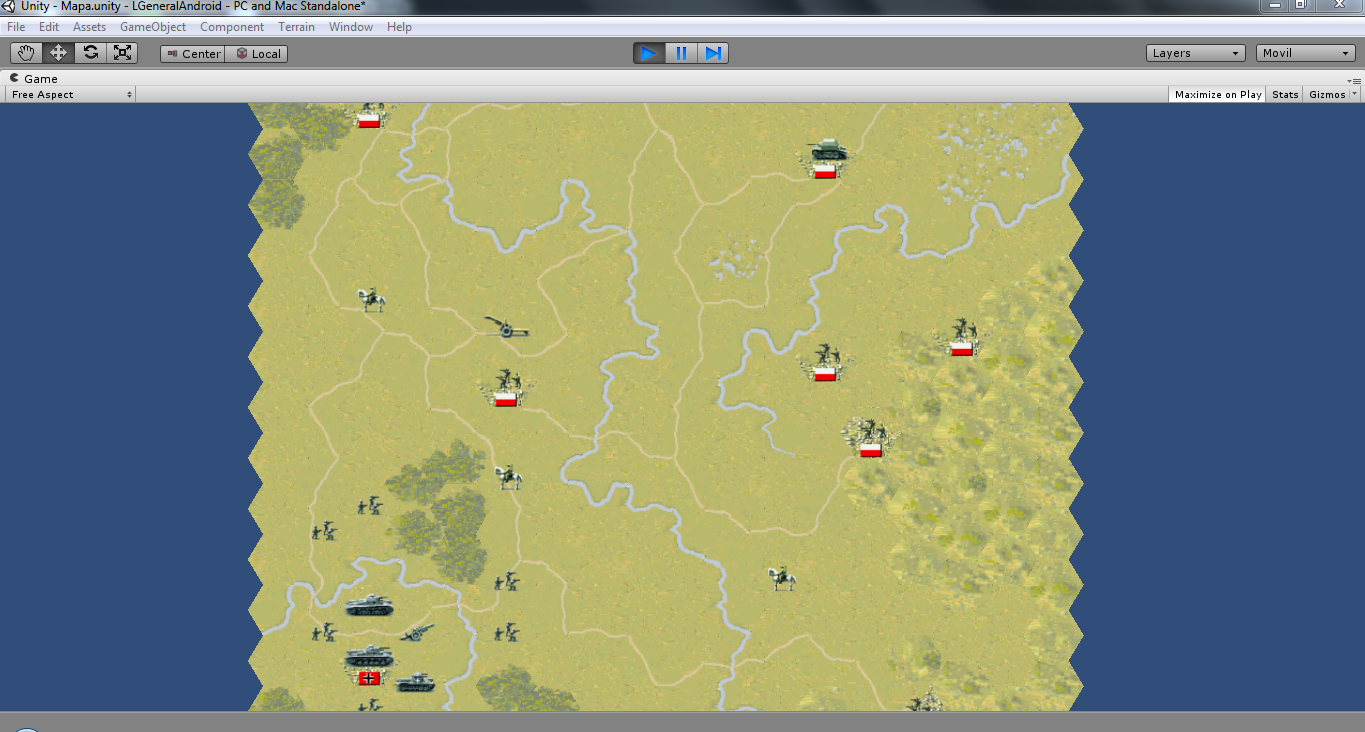 Unity - Mapa.unity - LGeneralAndroid - PC and Mac Standalone*
File Edit Assets GameObject Component Terrain Window Help
Center Local Layers Movil
Game
Free Aspect Maximize on Play Stats Gizmos